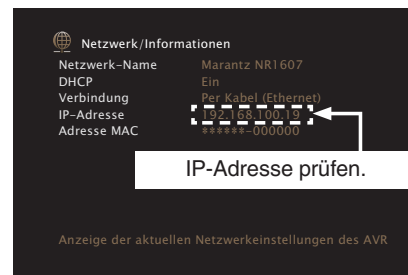 Netzwerk/Informationen
Netzwerk-Name Marantz NR1607
DHCP Ein
Verbindung Per Kabel (Ethernet)
IP-Adresse 192.168.100.19
Adresse MAC ******-000000
IP-Adresse prüfen.
Anzeige der aktuellen Netzwerkeinstellungen des AVR